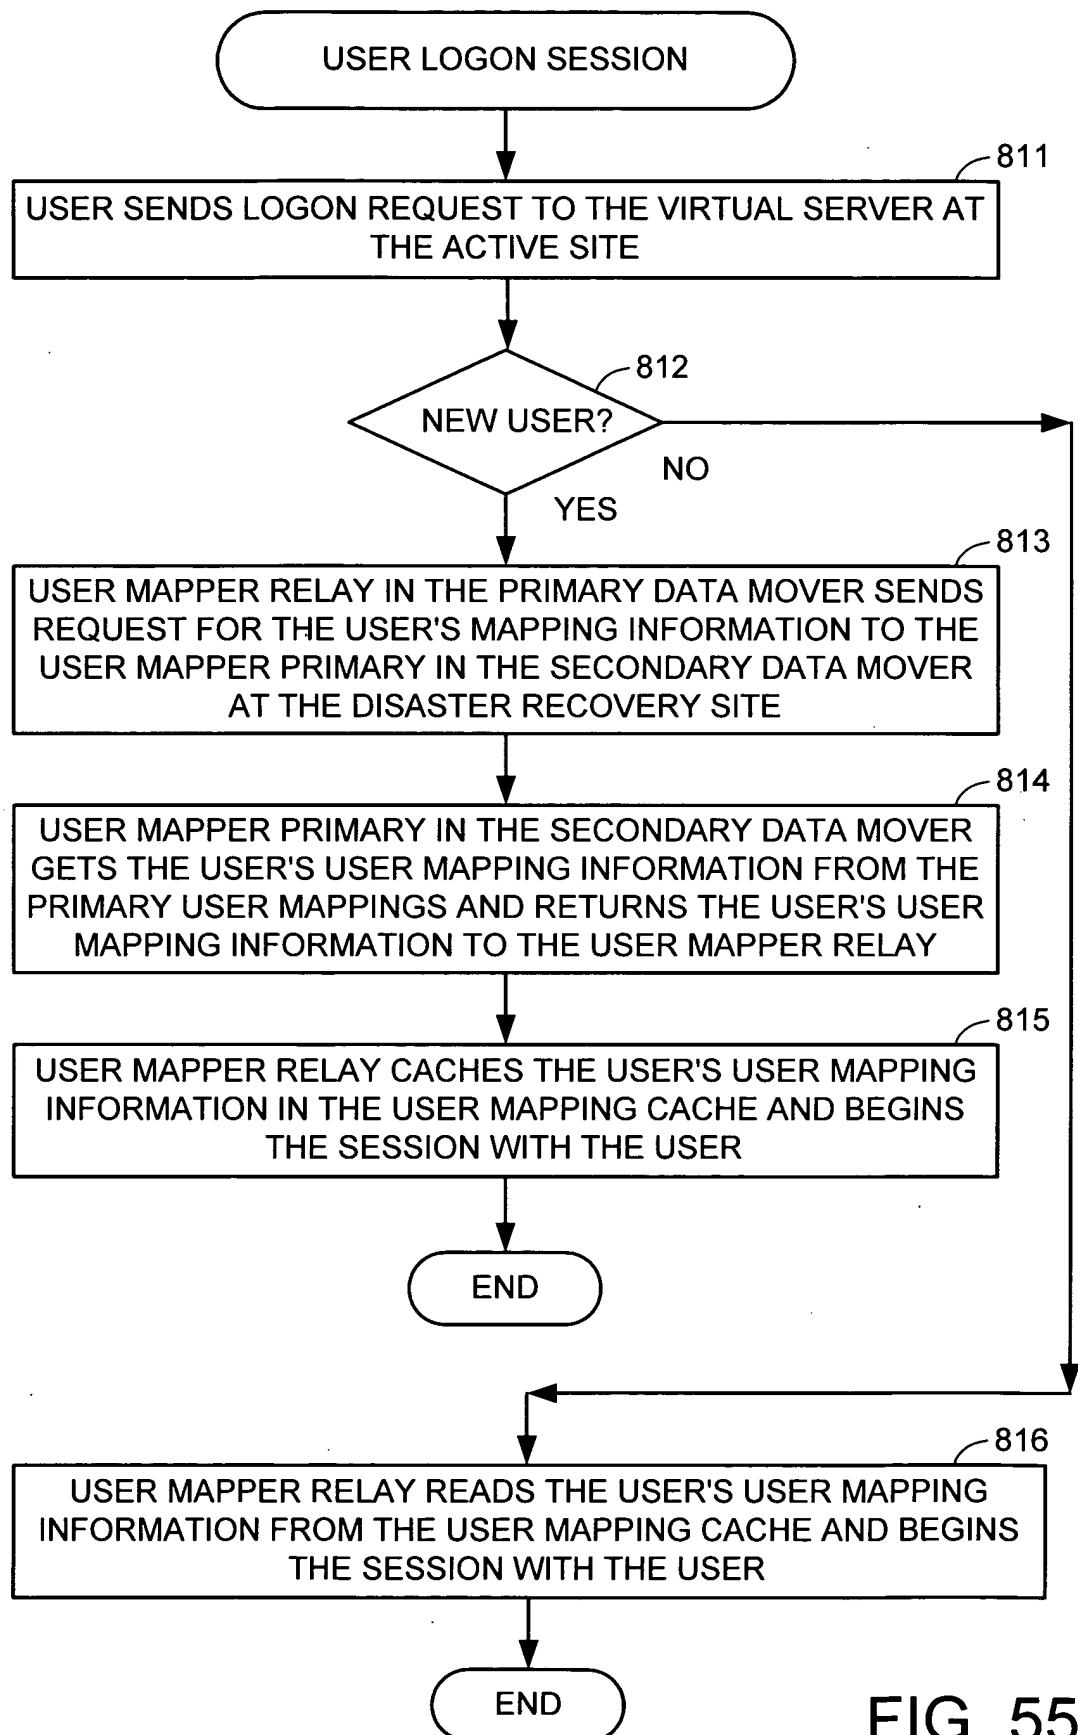 USER LOGON SESSION
811
USER SENDS LOGON REQUEST TO THE VIRTUAL SERVER AT
THE ACTIVE SITE
812
NEW USER?
NO
YES
813
USER MAPPER RELAY IN THE PRIMARY DATA MOVER SENDS
REQUEST FOR THE USER'S MAPPING INFORMATION TO THE
USER MAPPER PRIMARY IN THE SECONDARY DATA MOVER
AT THE DISASTER RECOVERY SITE
814
USER MAPPER PRIMARY IN THE SECONDARY DATA MOVER
GETS THE USER'S USER MAPPING INFORMATION FROM THE
PRIMARY USER MAPPINGS AND RETURNS THE USER'S USER
MAPPING INFORMATION TO THE USER MAPPER RELAY
815
USER MAPPER RELAY CACHES THE USER'S USER MAPPING
INFORMATION IN THE USER MAPPING CACHE AND BEGINS
THE SESSION WITH THE USER
END
816
USER MAPPER RELAY READS THE USER'S USER MAPPING
INFORMATION FROM THE USER MAPPING CACHE AND BEGINS
THE SESSION WITH THE USER
END
FIG. 55